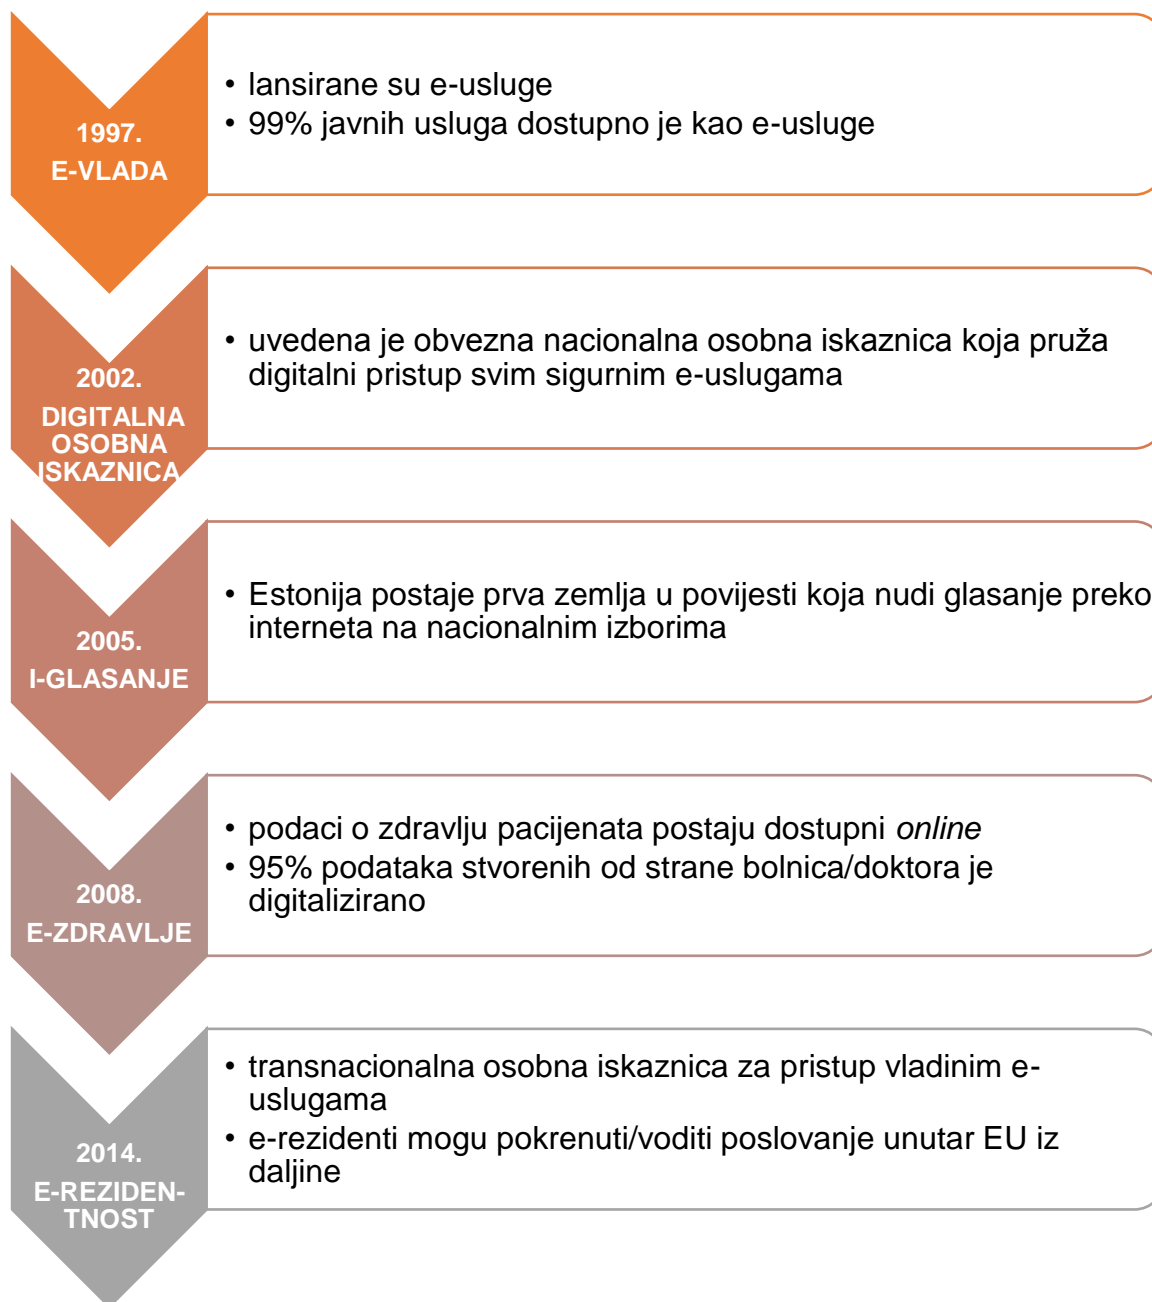 1997.
E-VLADA
• lansirane su e-usluge
• 99% javnih usluga dostupno je kao e-usluge
2002.
DIGITALNA
OSOBNA
ISKAZNICA
• uvedena je obvezna nacionalna osobna iskaznica koja pruža
digitalni pristup svim sigurnim e-uslugama
2005.
I-GLASANJE
• Estonija postaje prva zemlja u povijesti koja nudi glasanje preko
interneta na nacionalnim izborima
2008.
E-ZDRAVLJE
• podaci o zdravlju pacijenata postaju dostupni online
• 95% podataka stvorenih od strane bolnica/doktora je
digitalizirano
2014.
E-REZIDEN-
TNOST
• transnacionalna osobna iskaznica za pristup vladinim e-
uslugama
• e-rezidenti mogu pokrenuti/voditi poslovanje unutar EU iz
daljine